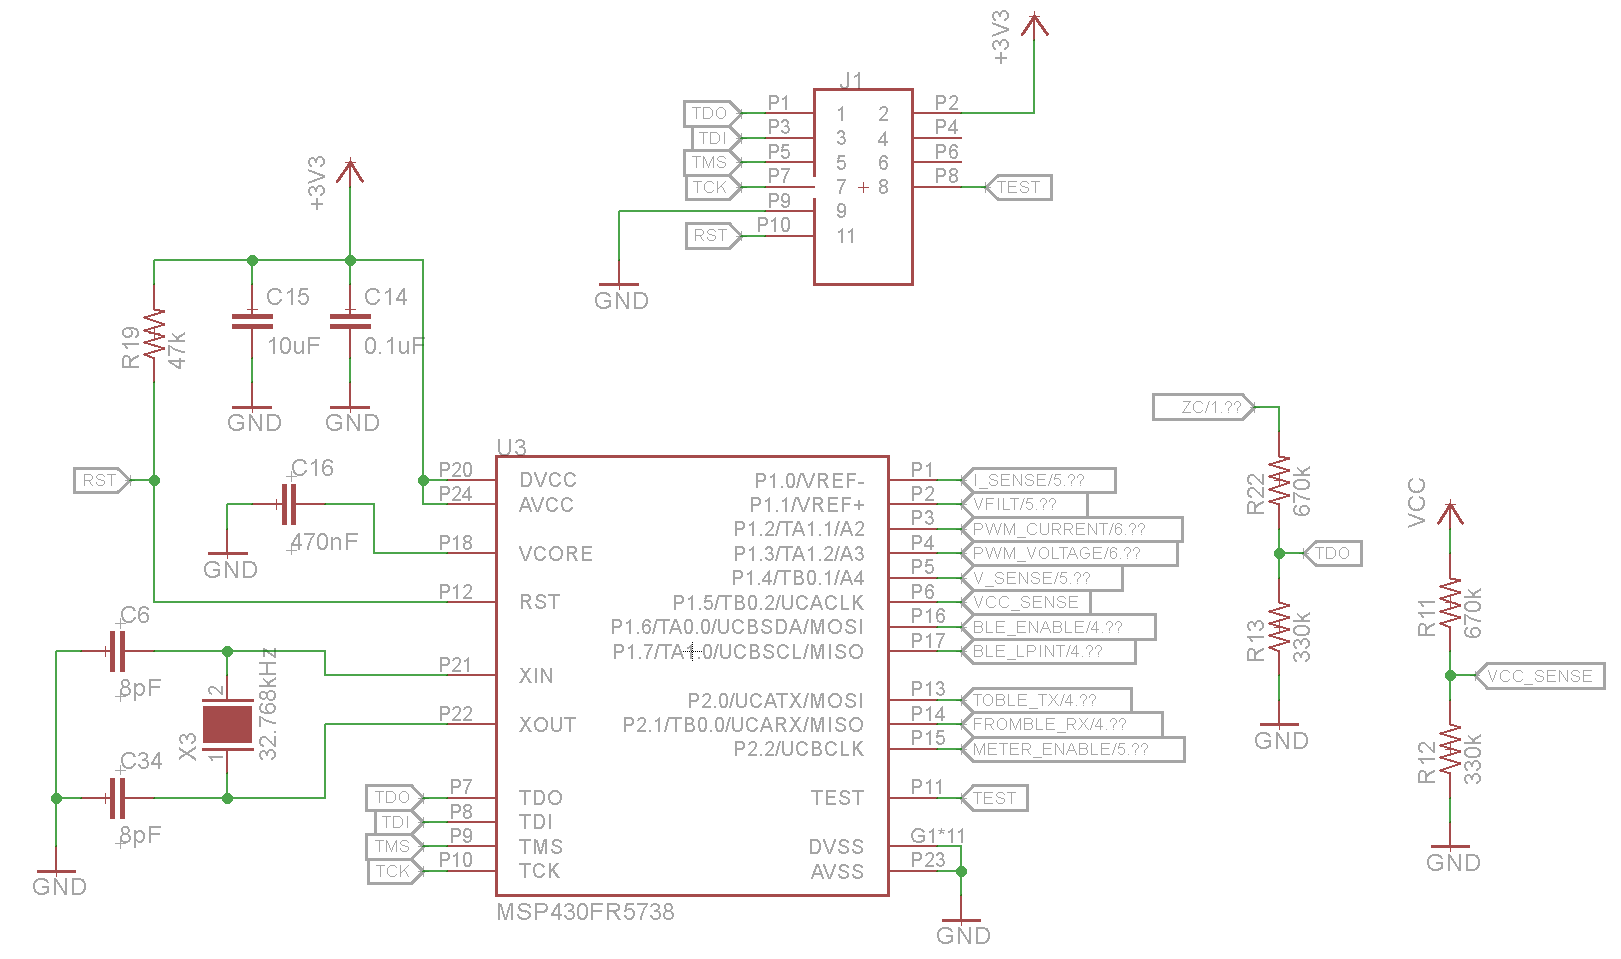 +3V3
J1
TDO P1 1 2 P2
TDI P3 3 4 P4
TMS P5 5 6 P6
TCK P7 7 + 8 P8 TEST
P9 9
RST P10 11
GND
+3V3
C15
10uF
C14
0.1uF
R19
47k
GND
GND
RST
C16
470nF
GND
C6
8pF
C34
8pF
X3
2
1
32.768kHz
GND
U3
P20 DVCC
P24 AVCC
P18 VCORE
P12 RST
P21 XIN
P22 XOUT
TDO P7 TDO
TDI P8 TDI
TMS P9 TMS
TCK P10 TCK
P1.0/VREF- P1 I_SENSE/5.??
P1.1/VREF+ P2 VFILT/5.??
P1.2/TA1.1/A2 P3 PWM_CURRENT/6.??
P1.3/TA1.2/A3 P4 PWM_VOLTAGE/6.??
P1.4/TB0.1/A4 P5 V_SENSE/5.??
P1.5/TB0.2/UCACLK P6 VCC_SENSE
P1.6/TA0.0/UCBSDA/MOSI P16 BLE_ENABLE/4.??
P1.7/TA1.0/UCBSCL/MISO P17 BLE_LPINT/4.??
P2.0/UCATX/MOSI P13 TOBLE_TX/4.??
P2.1/TB0.0/UCARX/MISO P14 FROMBLE_RX/4.??
P2.2/UCBCLK P15 METER_ENABLE/5.??
TEST P11 TEST
DVSS G1*11
AVSS P23
MSP430FR5738
GND
ZC/1.??
R22
670k
TDO
R13
330k
GND
VCC
R11
670k
VCC_SENSE
R12
330k
GND